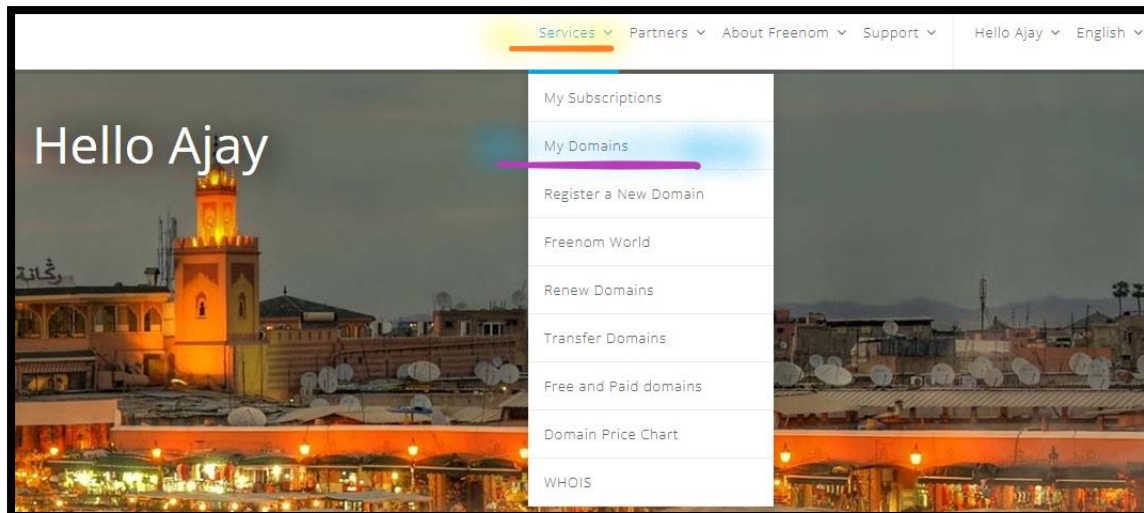 Services Partners About Freenom Support Hello Ajay English
My Subscriptions
Hello Ajay
My Domains
Register a New Domain
Freenom World
Renew Domains
Transfer Domains
Free and Paid domains
Domain Price Chart
WHOIS